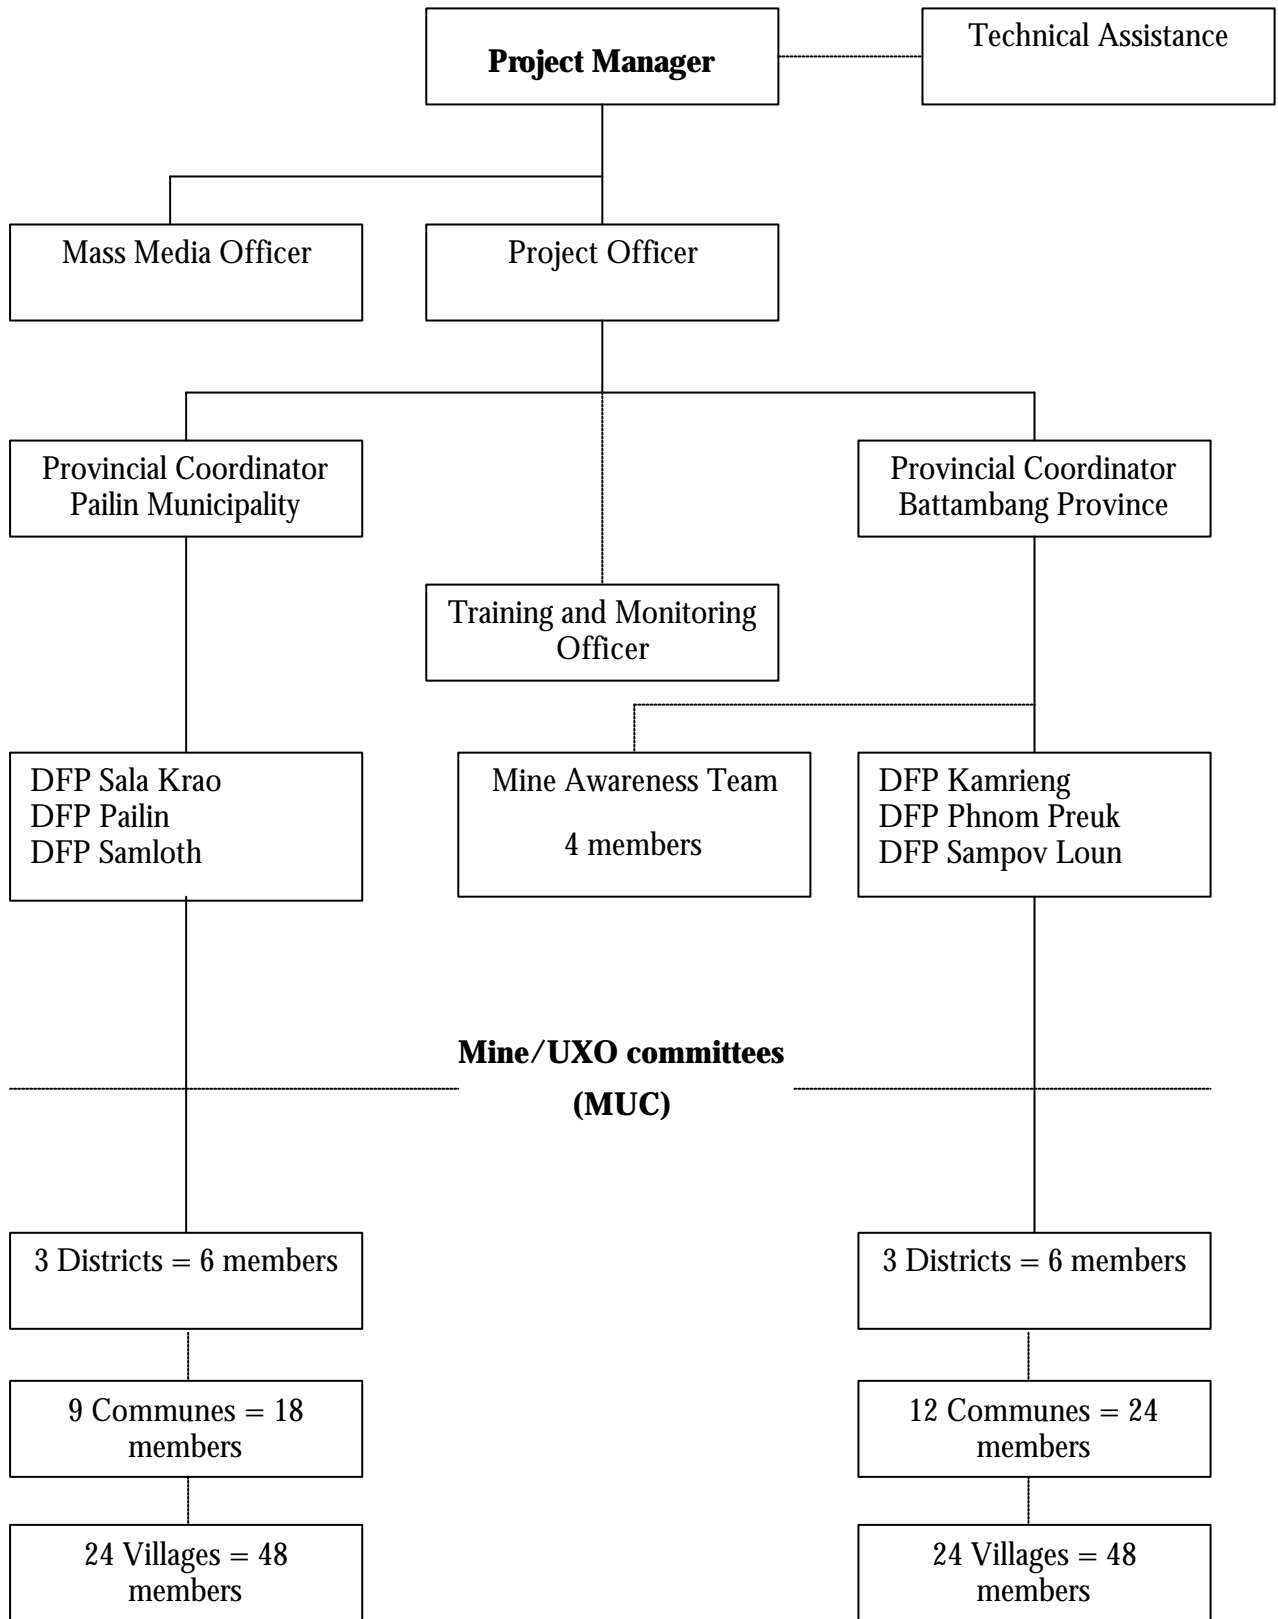 Project Manager
Technical Assistance
Mass Media Officer
Project Officer
Provincial Coordinator
Pailin Municipality
Provincial Coordinator
Battambang Province
Training and Monitoring
Officer
DFP Sala Krao
DFP Pailin
DFP Samloth
Mine Awareness Team
4 members
DFP Kamrieng
DFP Phnom Preuk
DFP Sampov Loun
Mine/UXO committees
(MUC)
3 Districts = 6 members
3 Districts = 6 members
9 Communes = 18
members
12 Communes = 24
members
24 Villages = 48
members
24 Villages = 48
members